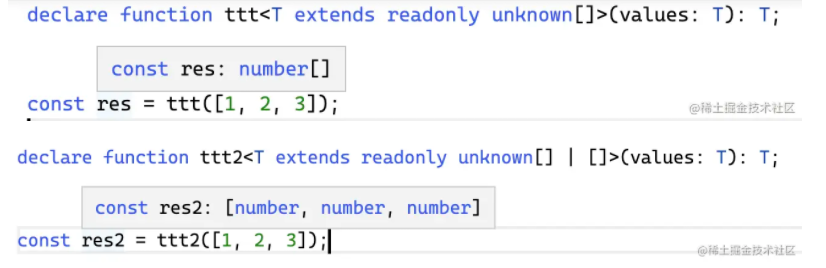 declare function ttt<T extends readonly unknown[]>(values: T): T;
const res: number[]
const res = ttt([1, 2, 3]);
@稀土掘金技术社区
declare function ttt2<T extends readonly unknown[] | []>(values: T): T;
const res2: [number, number, number]
const res2 = ttt2([1, 2, 3]);
@稀土掘金技术社区